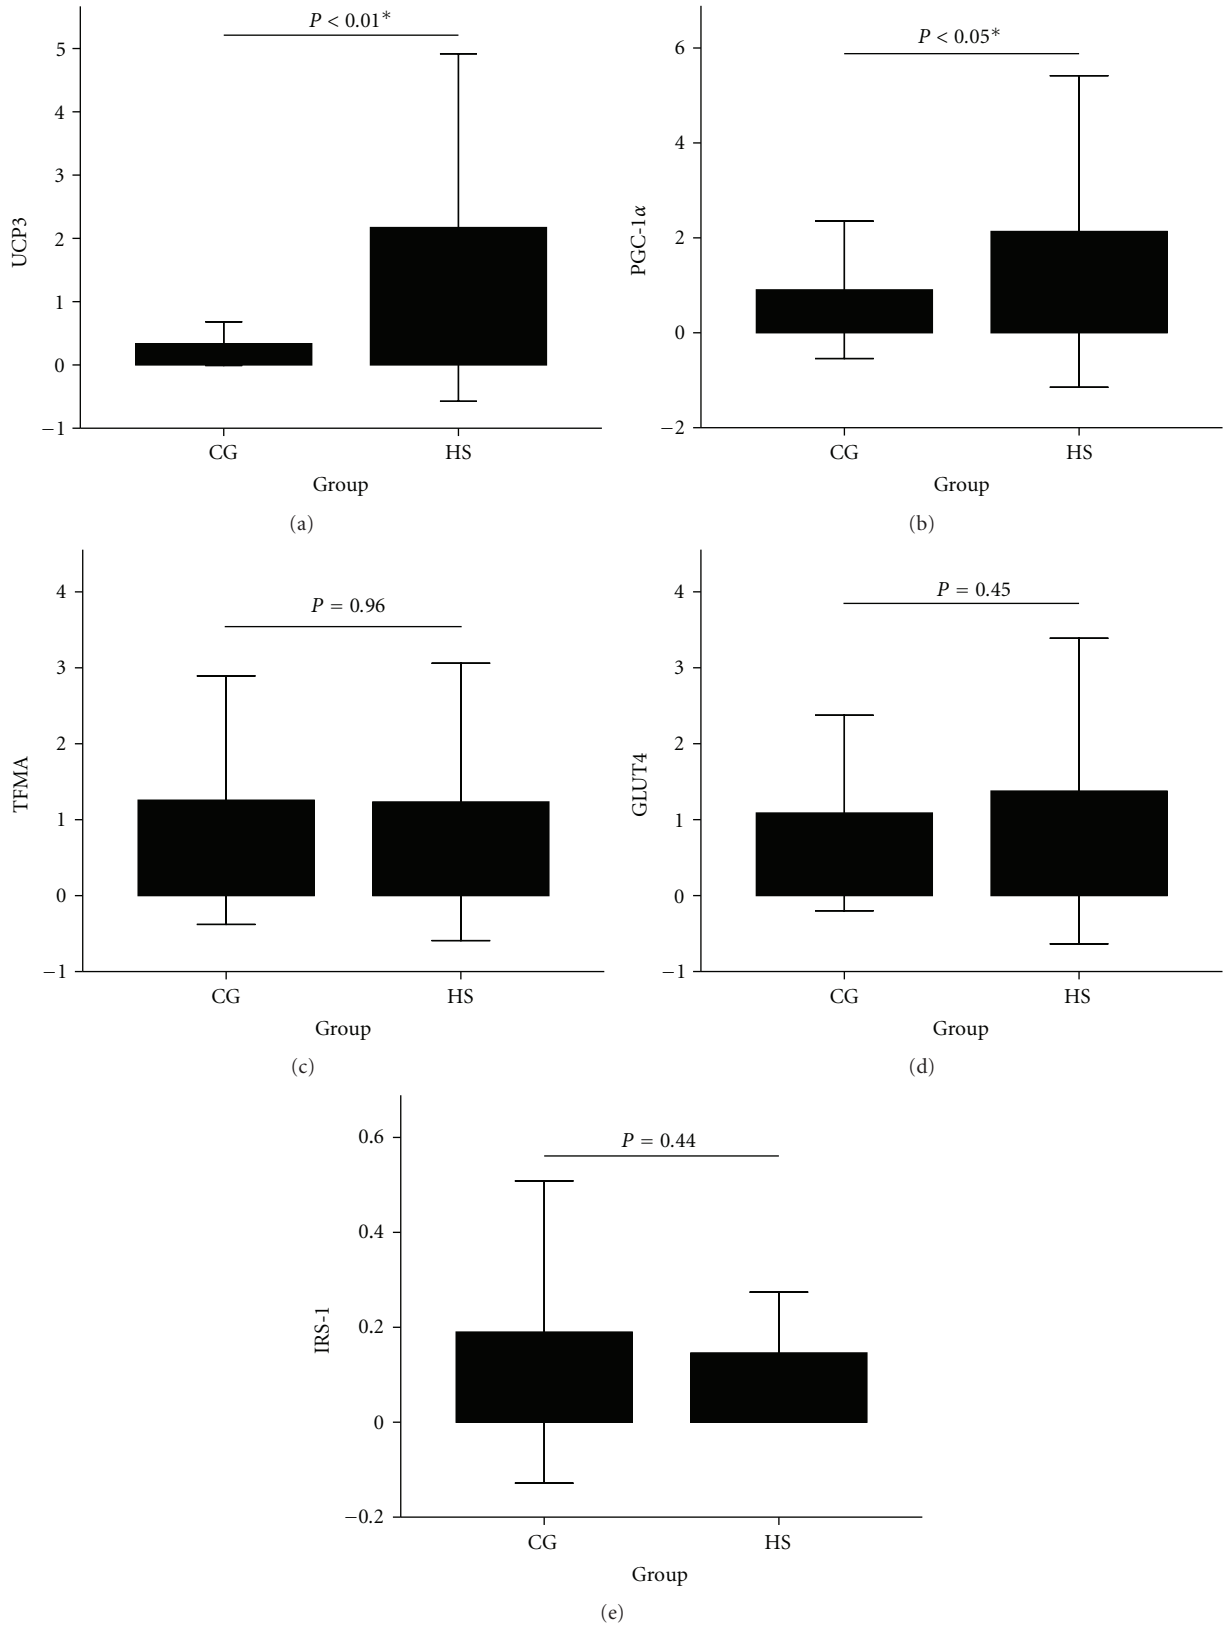 P < 0.01*
5
4
3
2
1
0
−1
UCP3
CG HS
Group
(a)
P < 0.05*
6
4
2
0
−2
PGC-1α
CG HS
Group
(b)
P = 0.96
4
3
2
1
0
−1
TFMA
CG HS
Group
(c)
P = 0.45
4
3
2
1
0
−1
GLUT4
CG HS
Group
(d)
P = 0.44
0.6
0.4
0.2
0
−0.2
IRS-1
CG HS
Group
(e)